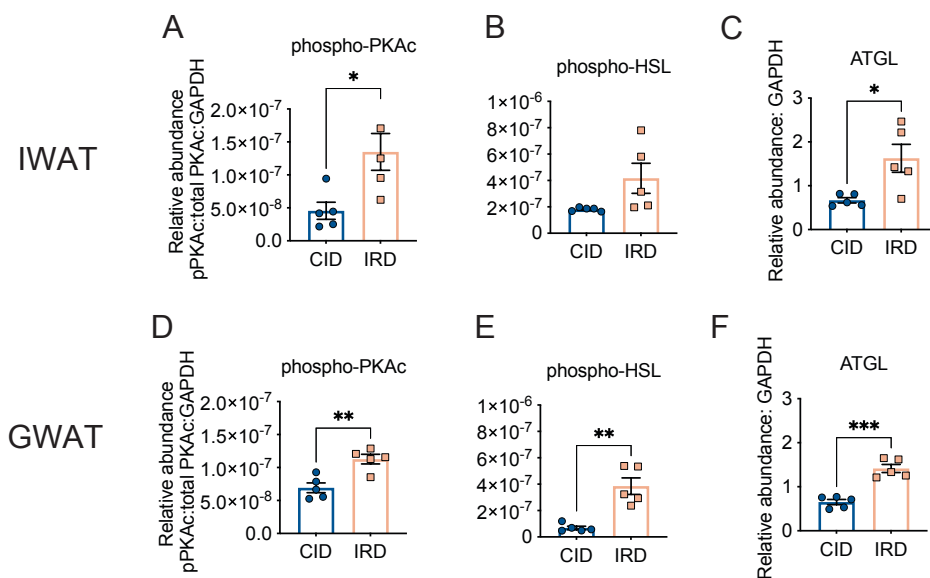 IWAT
A
phospho-PKAc
Relative abundance
pPKAc:total PKAc:GAPDH
*
2.0×10⁻⁷
1.5×10⁻⁷
1.0×10⁻⁷
5.0×10⁻⁸
0.0
CID IRD
B
phospho-HSL
1×10⁻⁶
8×10⁻⁷
6×10⁻⁷
4×10⁻⁷
2×10⁻⁷
0
CID IRD
C
ATGL
Relative abundance: GAPDH
*
3
2
1
0
CID IRD
GWAT
D
phospho-PKAc
Relative abundance
pPKAc:total PKAc:GAPDH
**
2.0×10⁻⁷
1.5×10⁻⁷
1.0×10⁻⁷
5.0×10⁻⁸
0.0
CID IRD
E
phospho-HSL
**
1×10⁻⁶
8×10⁻⁷
6×10⁻⁷
4×10⁻⁷
2×10⁻⁷
0
CID IRD
F
ATGL
Relative abundance: GAPDH
***
3
2
1
0
CID IRD